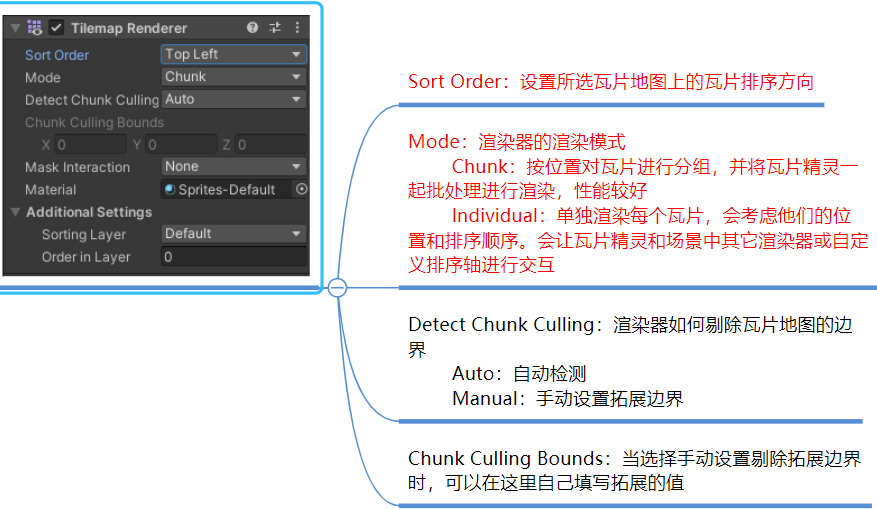 Tilemap Renderer
Sort Order Top Left
Mode Chunk
Detect Chunk Culling Auto
Chunk Culling Bounds
X 0 Y 0 Z 0
Mask Interaction None
Material Sprites-Default
Additional Settings
Sorting Layer Default
Order in Layer 0
Sort Order：设置所选瓦片地图上的瓦片排序方向
Mode：渲染器的渲染模式
Chunk：按位置对瓦片进行分组，并将瓦片精灵一
起批处理进行渲染，性能较好
Individual：单独渲染每个瓦片，会考虑他们的位
置和排序顺序。会让瓦片精灵和场景中其它渲染器或自定
义排序轴进行交互
Detect Chunk Culling：渲染器如何剔除瓦片地图的边
界
Auto：自动检测
Manual：手动设置拓展边界
Chunk Culling Bounds：当选择手动设置剔除拓展边界
时，可以在这里自己填写拓展的值